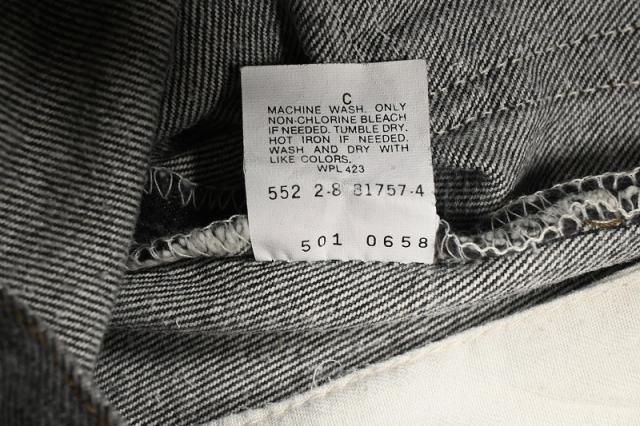 C
MACHINE WASH. ONLY
NON-CHLORINE BLEACH
IF NEEDED. TUMBLE DRY.
HOT IRON IF NEEDED.
WASH AND DRY WITH
LIKE COLORS.
WPL 423
552 2-8 81757-4
501 0658